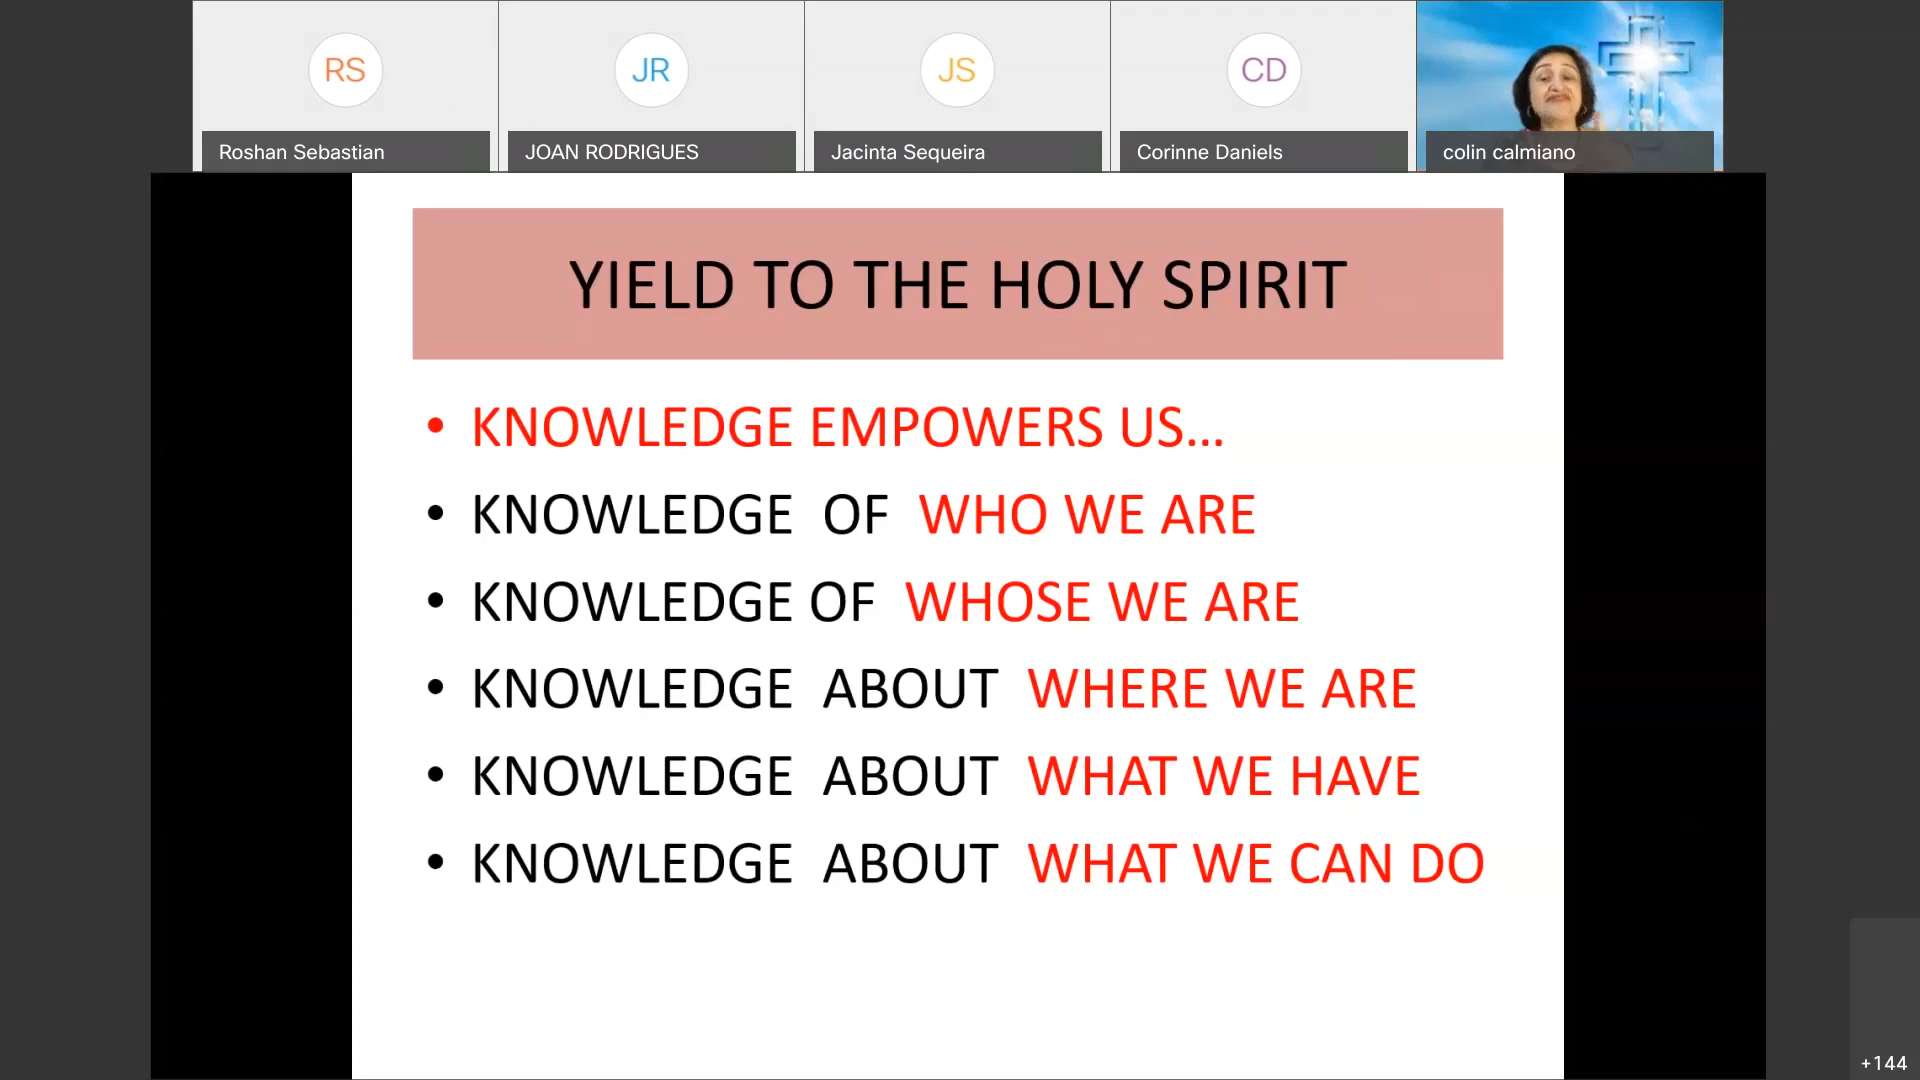 RS
JR
JS
CD
Roshan Sebastian
JOAN RODRIGUES
Jacinta Sequeira
Corinne Daniels
colin calmiano
YIELD TO THE HOLY SPIRIT
• KNOWLEDGE EMPOWERS US...
• KNOWLEDGE OF WHO WE ARE
• KNOWLEDGE OF WHOSE WE ARE
• KNOWLEDGE ABOUT WHERE WE ARE
• KNOWLEDGE ABOUT WHAT WE HAVE
• KNOWLEDGE ABOUT WHAT WE CAN DO
+144